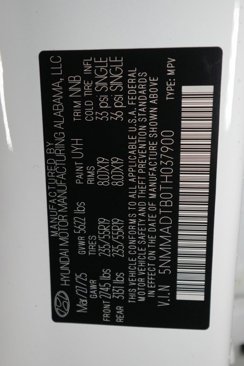 MANUFACTURED BY
HYUNDAI MOTOR MANUFACTURING ALABAMA, LLC
Mar/27/25 PAINT UYH TRIM NNB
GVWR 5622 lbs
GAWR TIRES RIMS COLD TIRE INFL
FRONT 2745 lbs 235/55R19 8.0JX19 33 psi SINGLE
REAR 3131 lbs 235/55R19 8.0JX19 36 psi SINGLE
THIS VEHICLE CONFORMS TO ALL APPLICABLE U.S.A. FEDERAL
MOTOR VEHICLE SAFETY AND THEFT PREVENTION STANDARDS
IN EFFECT ON THE DATE OF MANUFACTURE SHOWN ABOVE
V.I.N 5NMMADTB0TH037900 TYPE: MPV